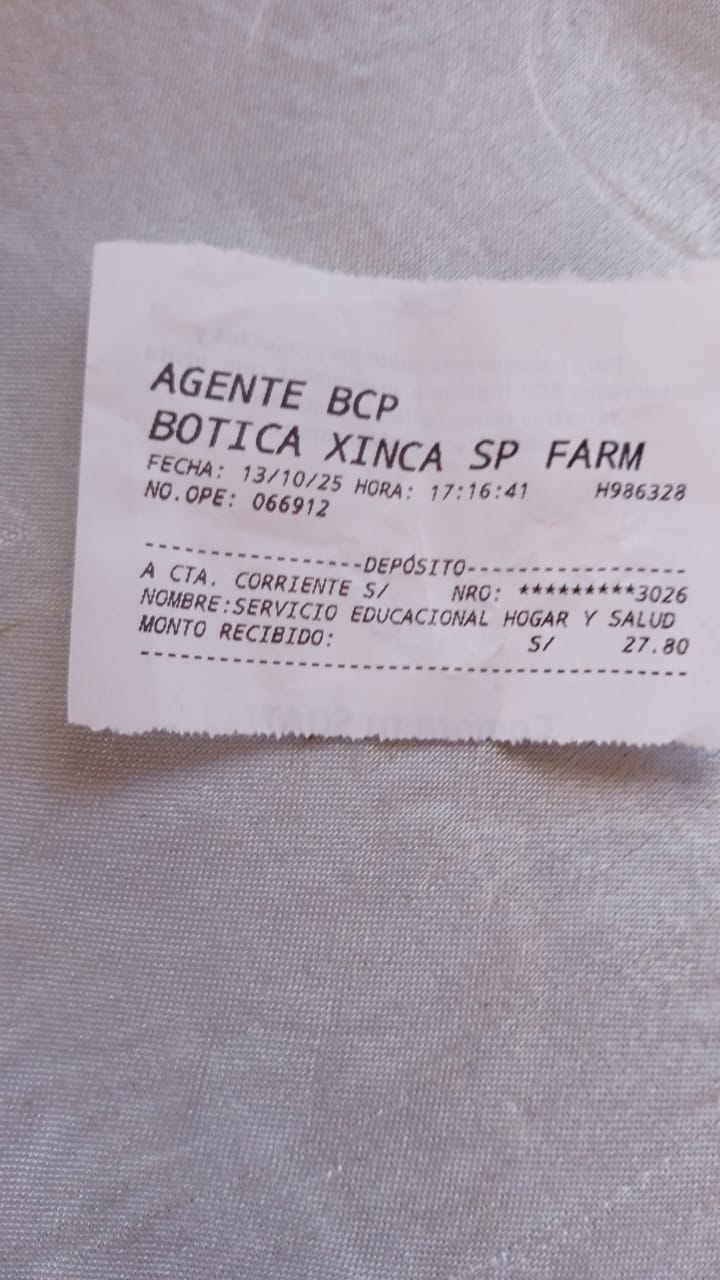 AGENTE BCP
BOTICA XINCA SP FARM
FECHA: 13/10/25 HORA: 17:16:41 H986328
NO.OPE: 066912
-----------------DEPÓSITO-----------------
A CTA. CORRIENTE S/ NRO: *********3026
NOMBRE:SERVICIO EDUCACIONAL HOGAR Y SALUD
MONTO RECIBIDO: S/ 27.80
------------------------------------------